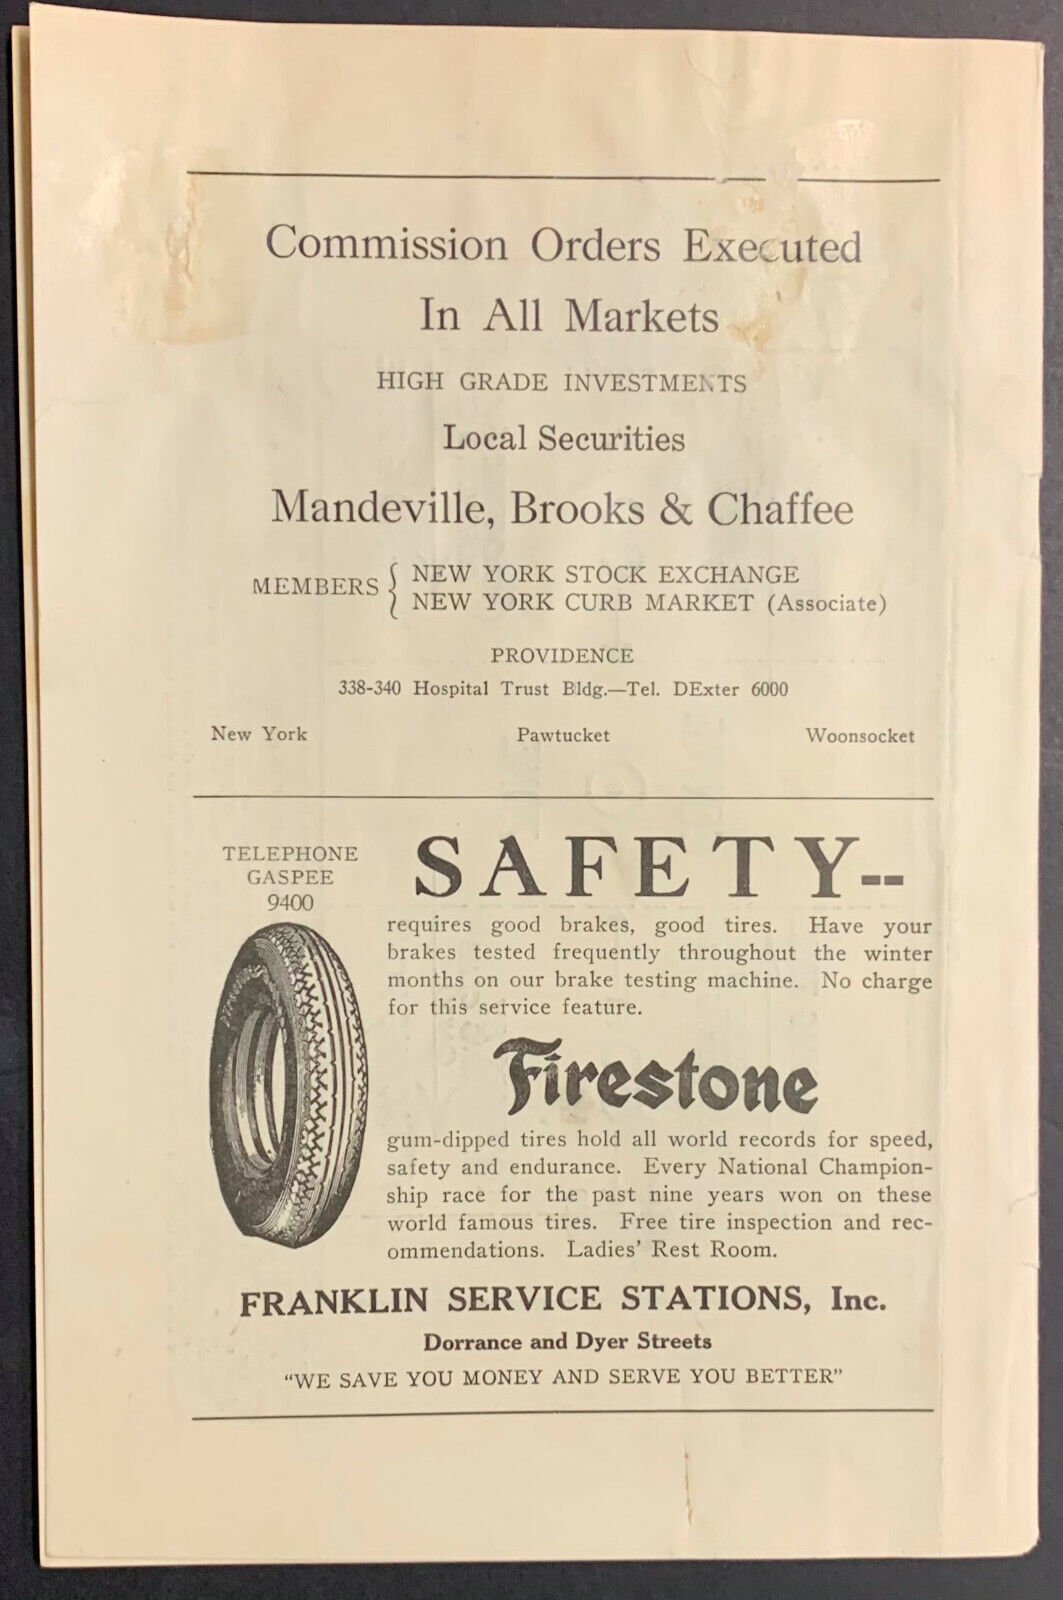 Commission Orders Executed
In All Markets
HIGH GRADE INVESTMENTS
Local Securities
Mandeville, Brooks & Chaffee
MEMBERS { NEW YORK STOCK EXCHANGE
NEW YORK CURB MARKET (Associate)
PROVIDENCE
338-340 Hospital Trust Bldg.—Tel. DExter 6000
New York Pawtucket Woonsocket
TELEPHONE
GASPEE
9400
SAFETY--
requires good brakes, good tires. Have your
brakes tested frequently throughout the winter
months on our brake testing machine. No charge
for this service feature.
Firestone
gum-dipped tires hold all world records for speed,
safety and endurance. Every National Champion-
ship race for the past nine years won on these
world famous tires. Free tire inspection and rec-
ommendations. Ladies' Rest Room.
FRANKLIN SERVICE STATIONS, Inc.
Dorrance and Dyer Streets
"WE SAVE YOU MONEY AND SERVE YOU BETTER"